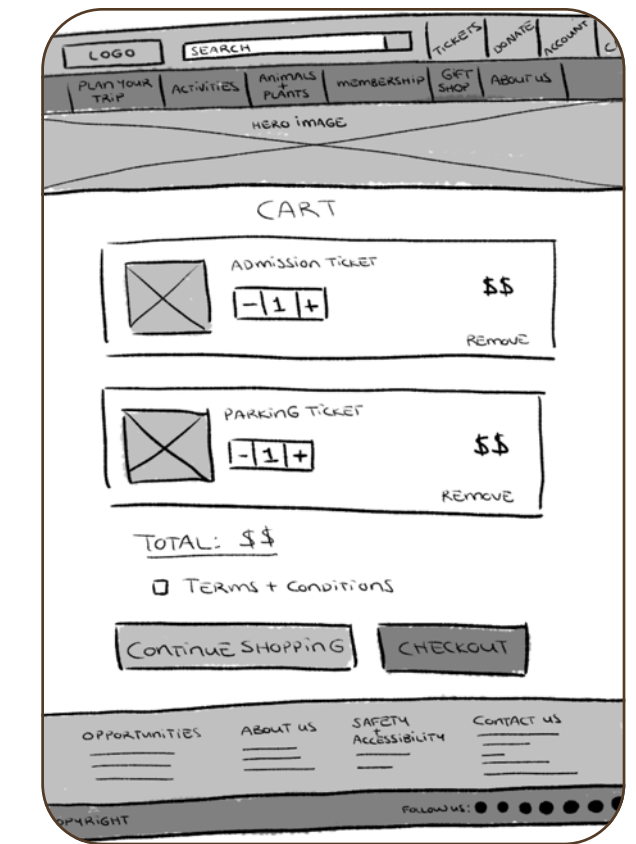 LOGO
SEARCH
TICKETS
DONATE
ACCOUNT
PLAN YOUR
TRIP
ACTIVITIES
ANIMALS
+
PLANTS
MEMBERSHIP
GIFT
SHOP
ABOUT US
HERO IMAGE
CART
ADMISSION TICKET
- 1 +
$$
REMOVE
PARKING TICKET
- 1 +
$$
REMOVE
TOTAL: $$
TERMS + CONDITIONS
CONTINUE SHOPPING
CHECKOUT
OPPORTUNITIES
ABOUT US
SAFETY
+
ACCESSIBILITY
CONTACT US
OPYRIGHT
FOLLOW US: